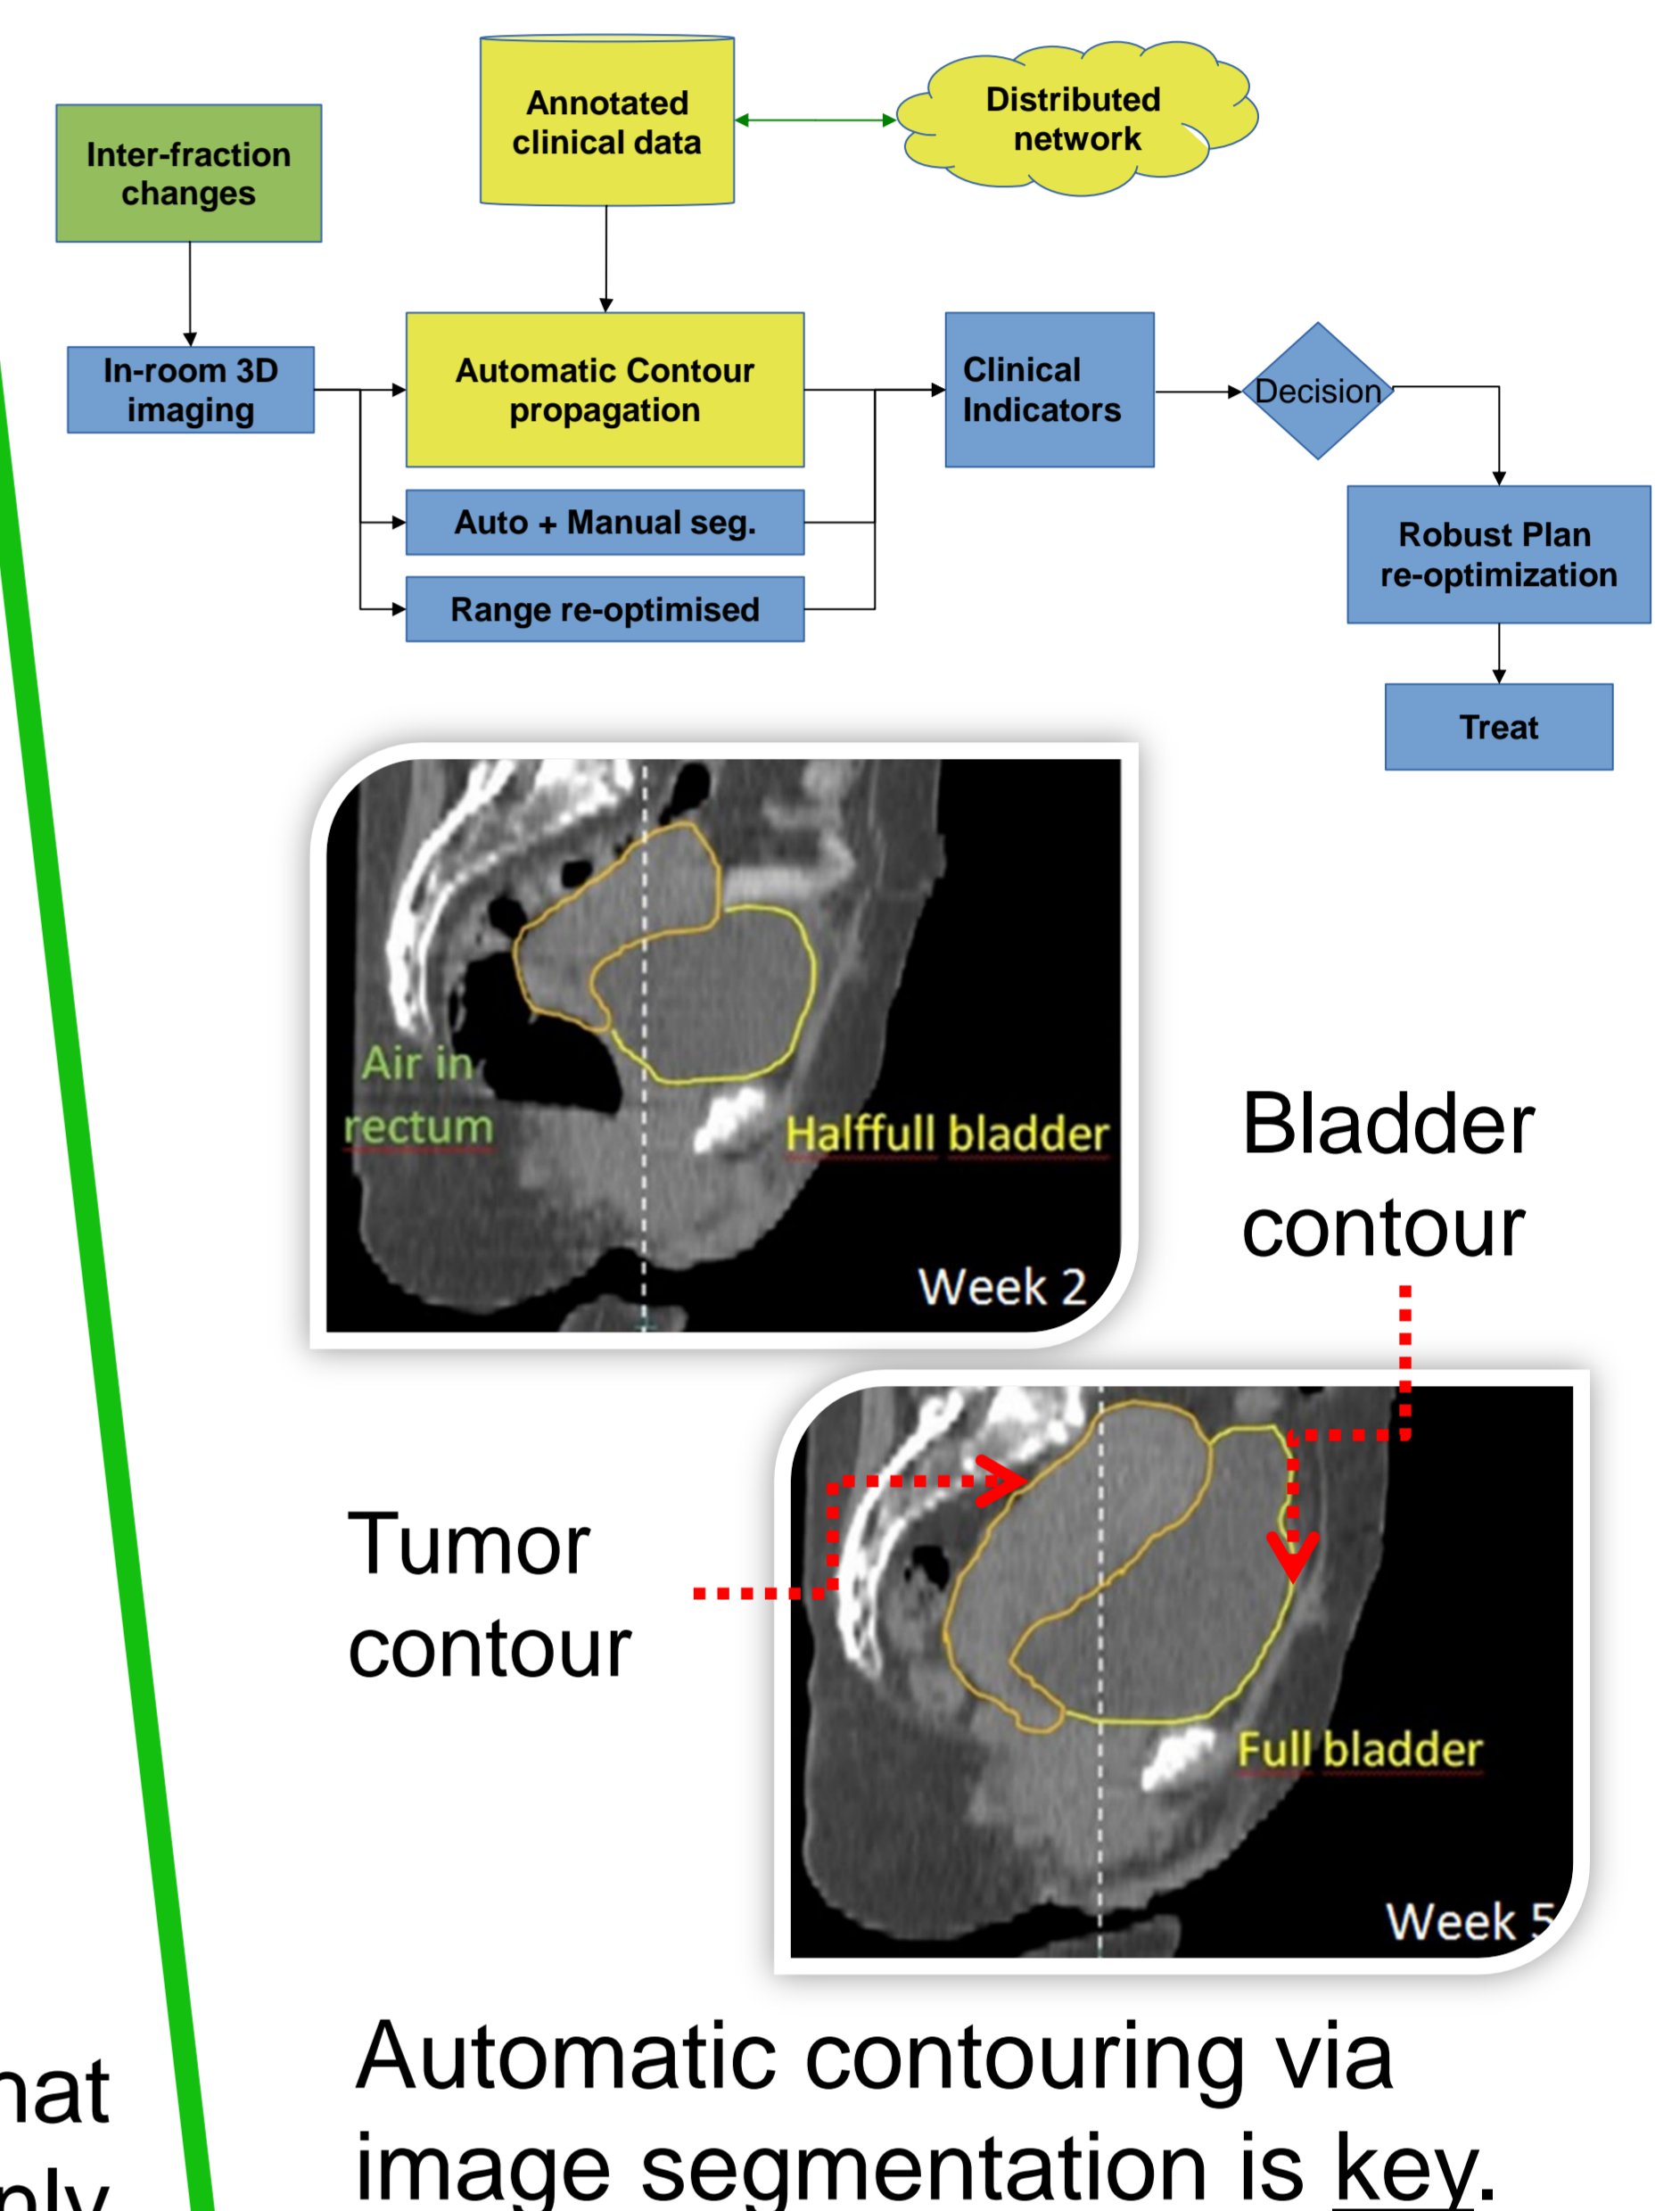 Annotated
clinical data
Distributed
network
Inter-fraction
changes
In-room 3D
imaging
Automatic Contour
propagation
Clinical
Indicators
Decision
Auto + Manual seg.
Range re-optimised
Robust Plan
re-optimization
Treat
Air in
rectum
Halffull bladder
Week 2
Bladder
contour
Tumor
contour
Full bladder
Week 5
Automatic contouring via
image segmentation is key.